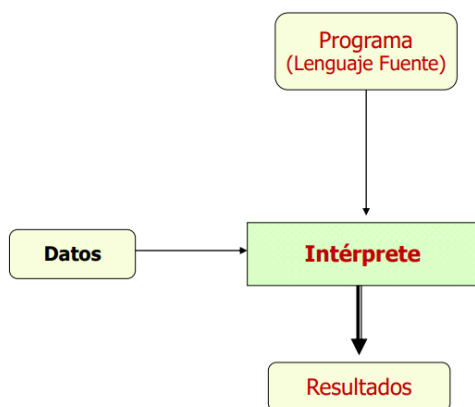 Programa
(Lenguaje Fuente)
Datos
Intérprete
Resultados